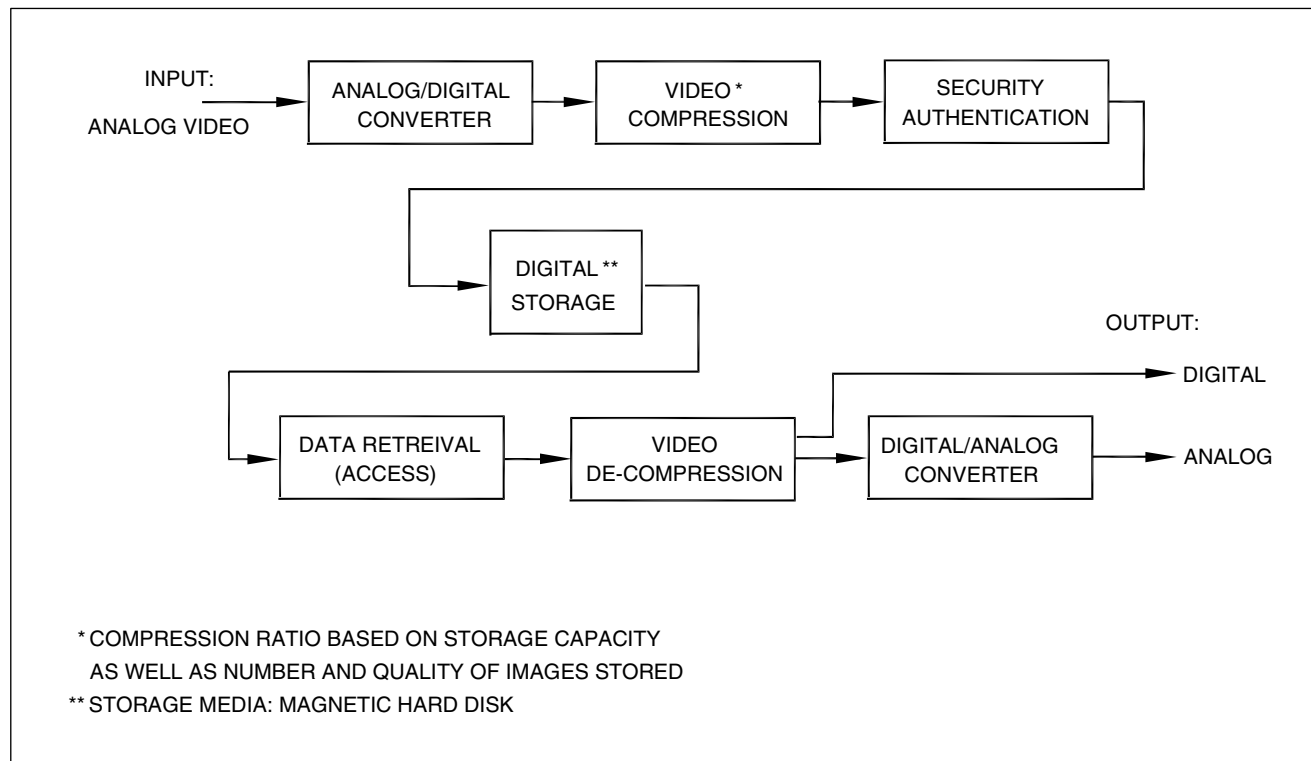 INPUT:
ANALOG VIDEO
ANALOG/DIGITAL
CONVERTER
VIDEO *
COMPRESSION
SECURITY
AUTHENTICATION
DIGITAL **
STORAGE
OUTPUT:
DIGITAL
DATA RETREIVAL
(ACCESS)
VIDEO
DE-COMPRESSION
DIGITAL/ANALOG
CONVERTER
ANALOG
* COMPRESSION RATIO BASED ON STORAGE CAPACITY
AS WELL AS NUMBER AND QUALITY OF IMAGES STORED
** STORAGE MEDIA: MAGNETIC HARD DISK